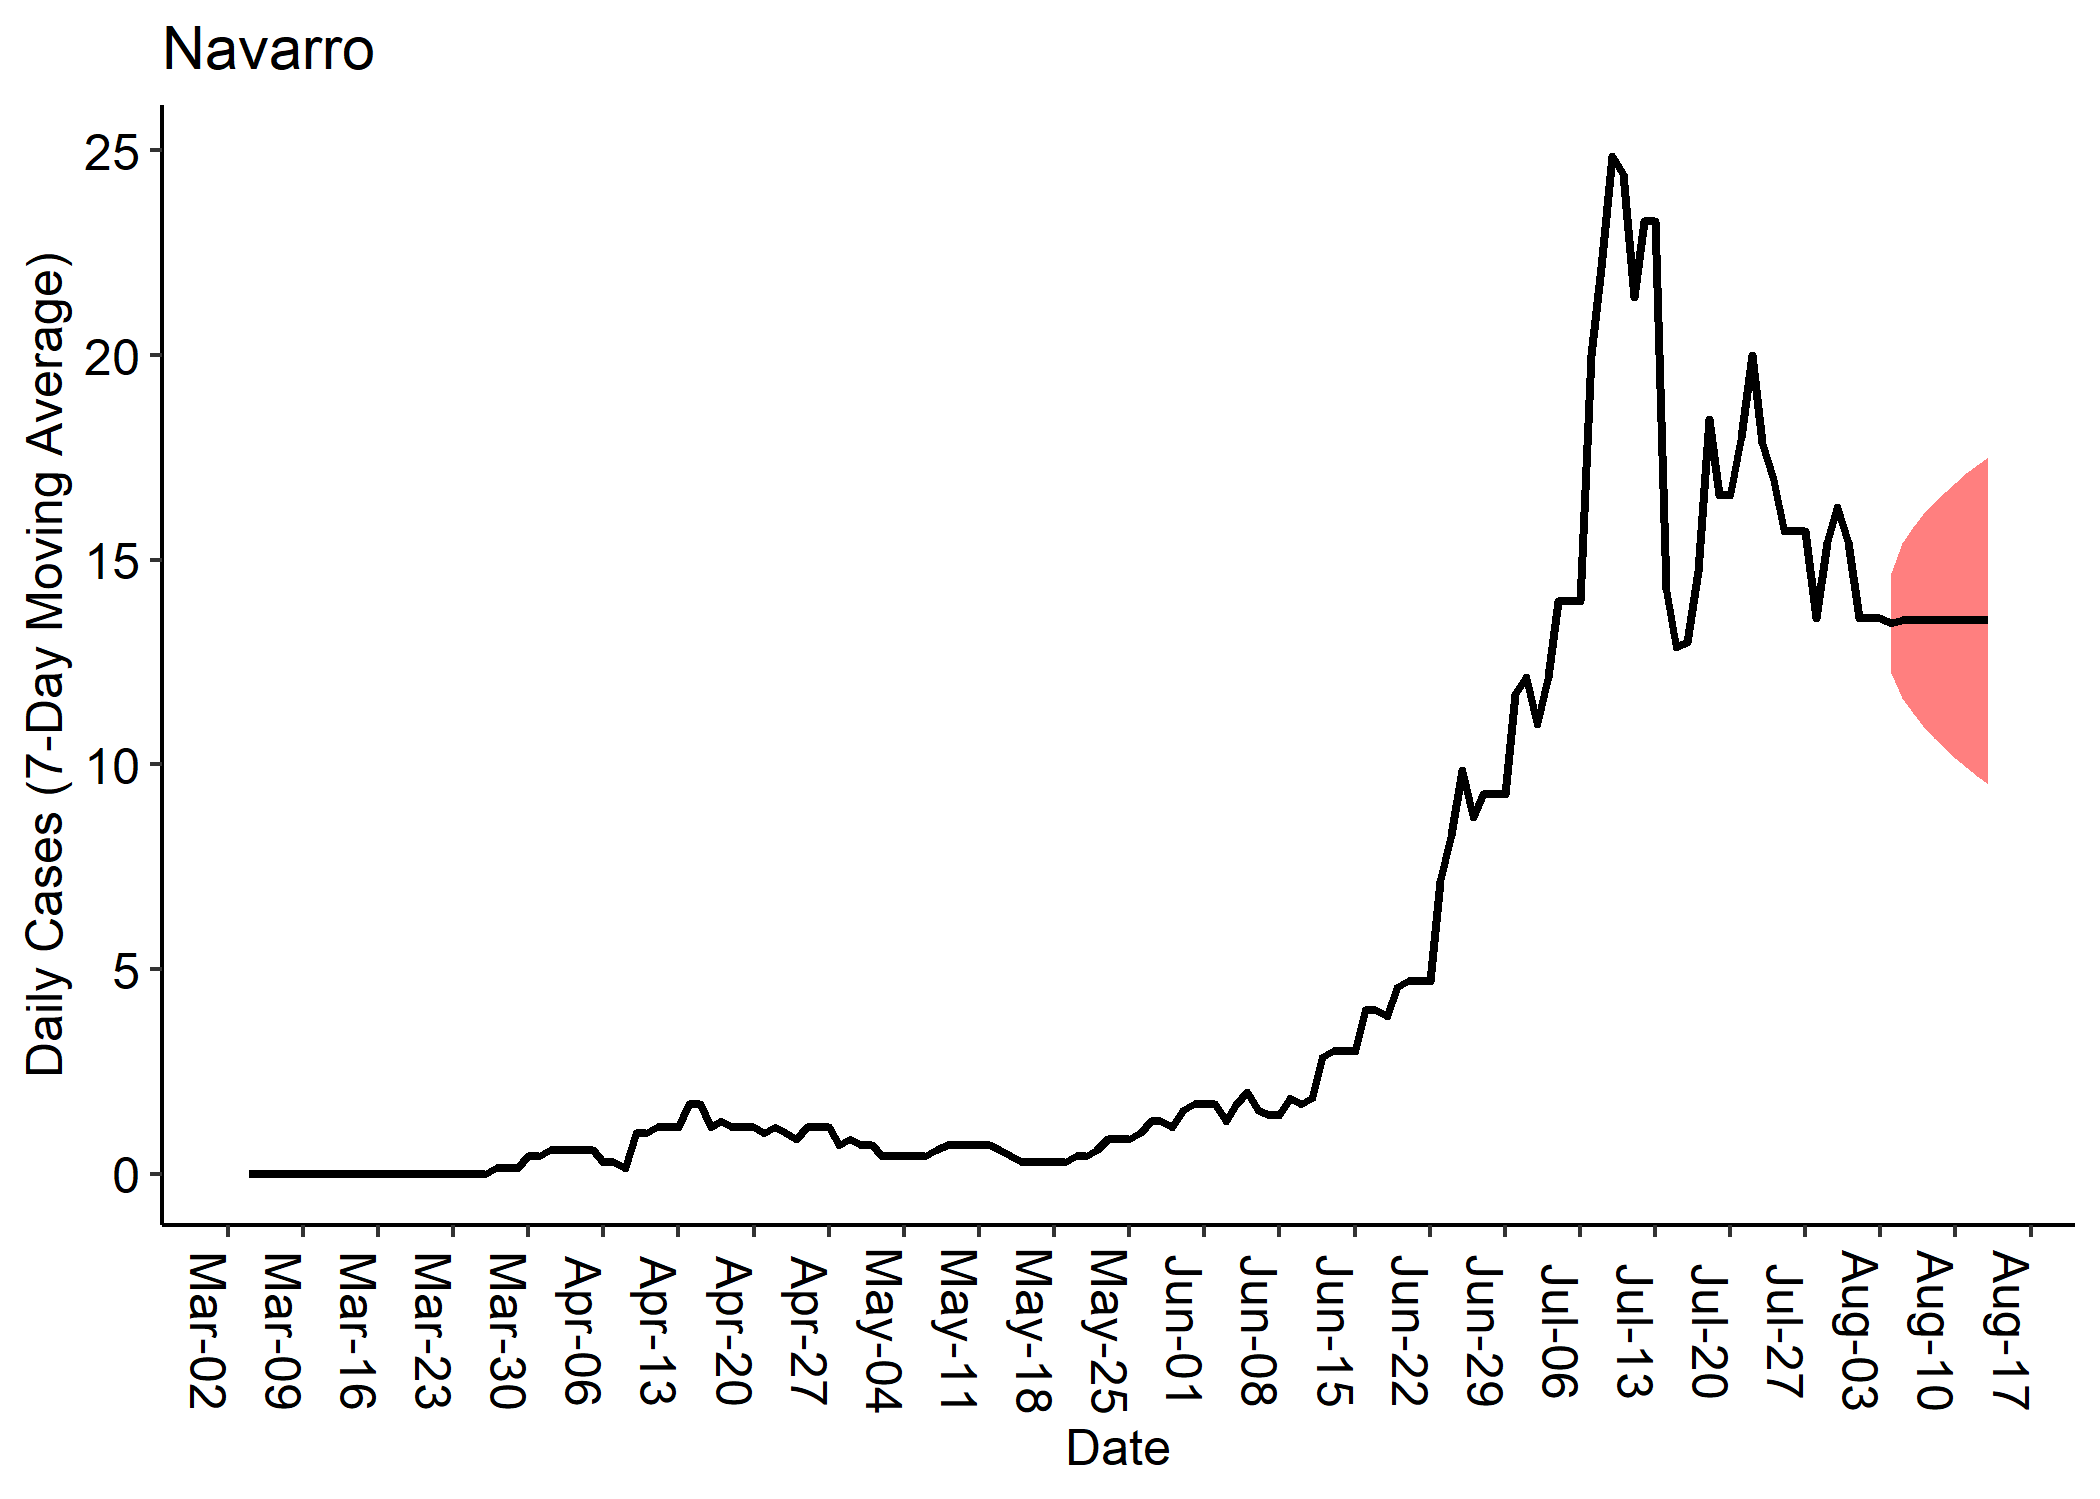 Navarro
Daily Cases (7-Day Moving Average)
25
20
15
10
5
0
Mar-02
Mar-09
Mar-16
Mar-23
Mar-30
Apr-06
Apr-13
Apr-20
Apr-27
May-04
May-11
May-18
May-25
Jun-01
Jun-08
Jun-15
Jun-22
Jun-29
Jul-06
Jul-13
Jul-20
Jul-27
Aug-03
Aug-10
Aug-17
Date